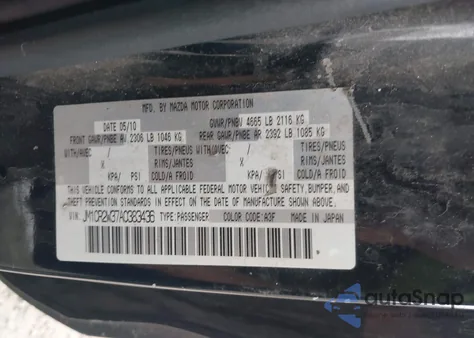 MFG. BY MAZDA MOTOR CORPORATION
DATE 05/10 GVWR/PNBV 4665 LB 2116 KG
FRONT GAWR/PNBE AV 2306 LB 1046 KG REAR GAWR/PNBE AR 2392 LB 1085 KG
WITH/AVEC: / TIRES/PNEUS WITH/AVEC: / TIRES/PNEUS
X RIMS/JANTES X RIMS/JANTES
KPA/ PSI/ COLD/A FROID KPA/ PSI/ COLD/A FROID
THIS VEHICLE CONFORMS TO ALL APPLICABLE FEDERAL MOTOR VEHICLE SAFETY, BUMPER, AND
THEFT PREVENTION STANDARDS IN EFFECT ON THE DATE OF MANUFACTURE SHOWN ABOVE.
VIN: JM1CR2W37A0383436 TYPE: PASSENGER COLOR CODE: A3F MADE IN JAPAN
autoSnap